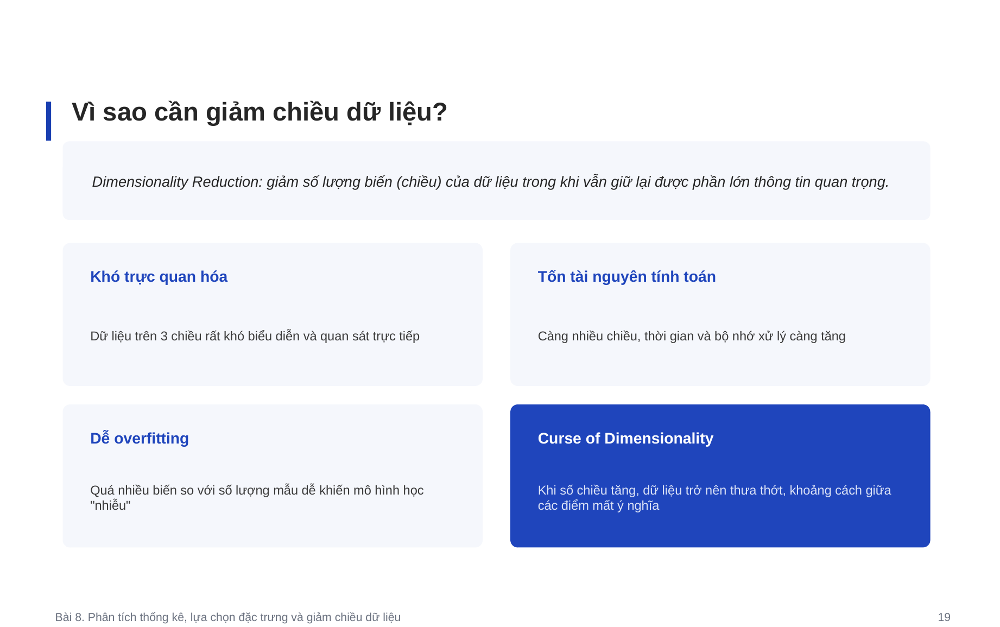 Vì sao cần giảm chiều dữ liệu?
Dimensionality Reduction: giảm số lượng biến (chiều) của dữ liệu trong khi vẫn giữ lại được phần lớn thông tin quan trọng.
Khó trực quan hóa
Dữ liệu trên 3 chiều rất khó biểu diễn và quan sát trực tiếp
Tốn tài nguyên tính toán
Càng nhiều chiều, thời gian và bộ nhớ xử lý càng tăng
Dễ overfitting
Quá nhiều biến so với số lượng mẫu dễ khiến mô hình học
"nhiễu"
Curse of Dimensionality
Khi số chiều tăng, dữ liệu trở nên thưa thớt, khoảng cách giữa
các điểm mất ý nghĩa
Bài 8. Phân tích thống kê, lựa chọn đặc trưng và giảm chiều dữ liệu
19